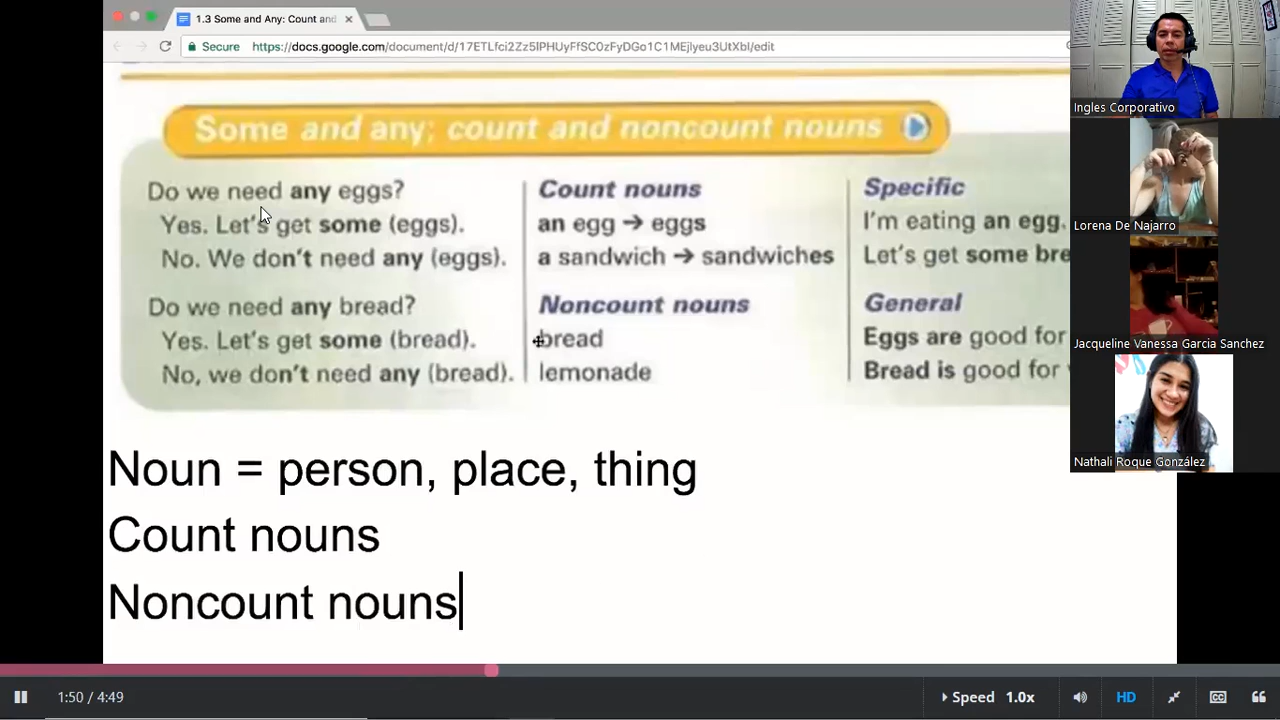 1.3 Some and Any: Count and
Secure https://docs.google.com/document/d/17ETLfci2Zz5IPHUyFfSC0zFyDGo1C1MEjlyeu3UtXbI/edit
Some and any; count and noncount nouns
Do we need any eggs?
Yes. Let's get some (eggs).
No. We don't need any (eggs).
Do we need any bread?
Yes. Let's get some (bread).
No, we don't need any (bread).
Count nouns
an egg → eggs
a sandwich → sandwiches
Noncount nouns
bread
lemonade
Specific
I'm eating an egg.
Let's get some bre
General
Eggs are good for
Bread is good for
Noun = person, place, thing
Count nouns
Noncount nouns
Ingles Corporativo
Lorena De Najarro
Jacqueline Vanessa Garcia Sanchez
Nathali Roque González
1:50 / 4:49
Speed 1.0x
HD
CC